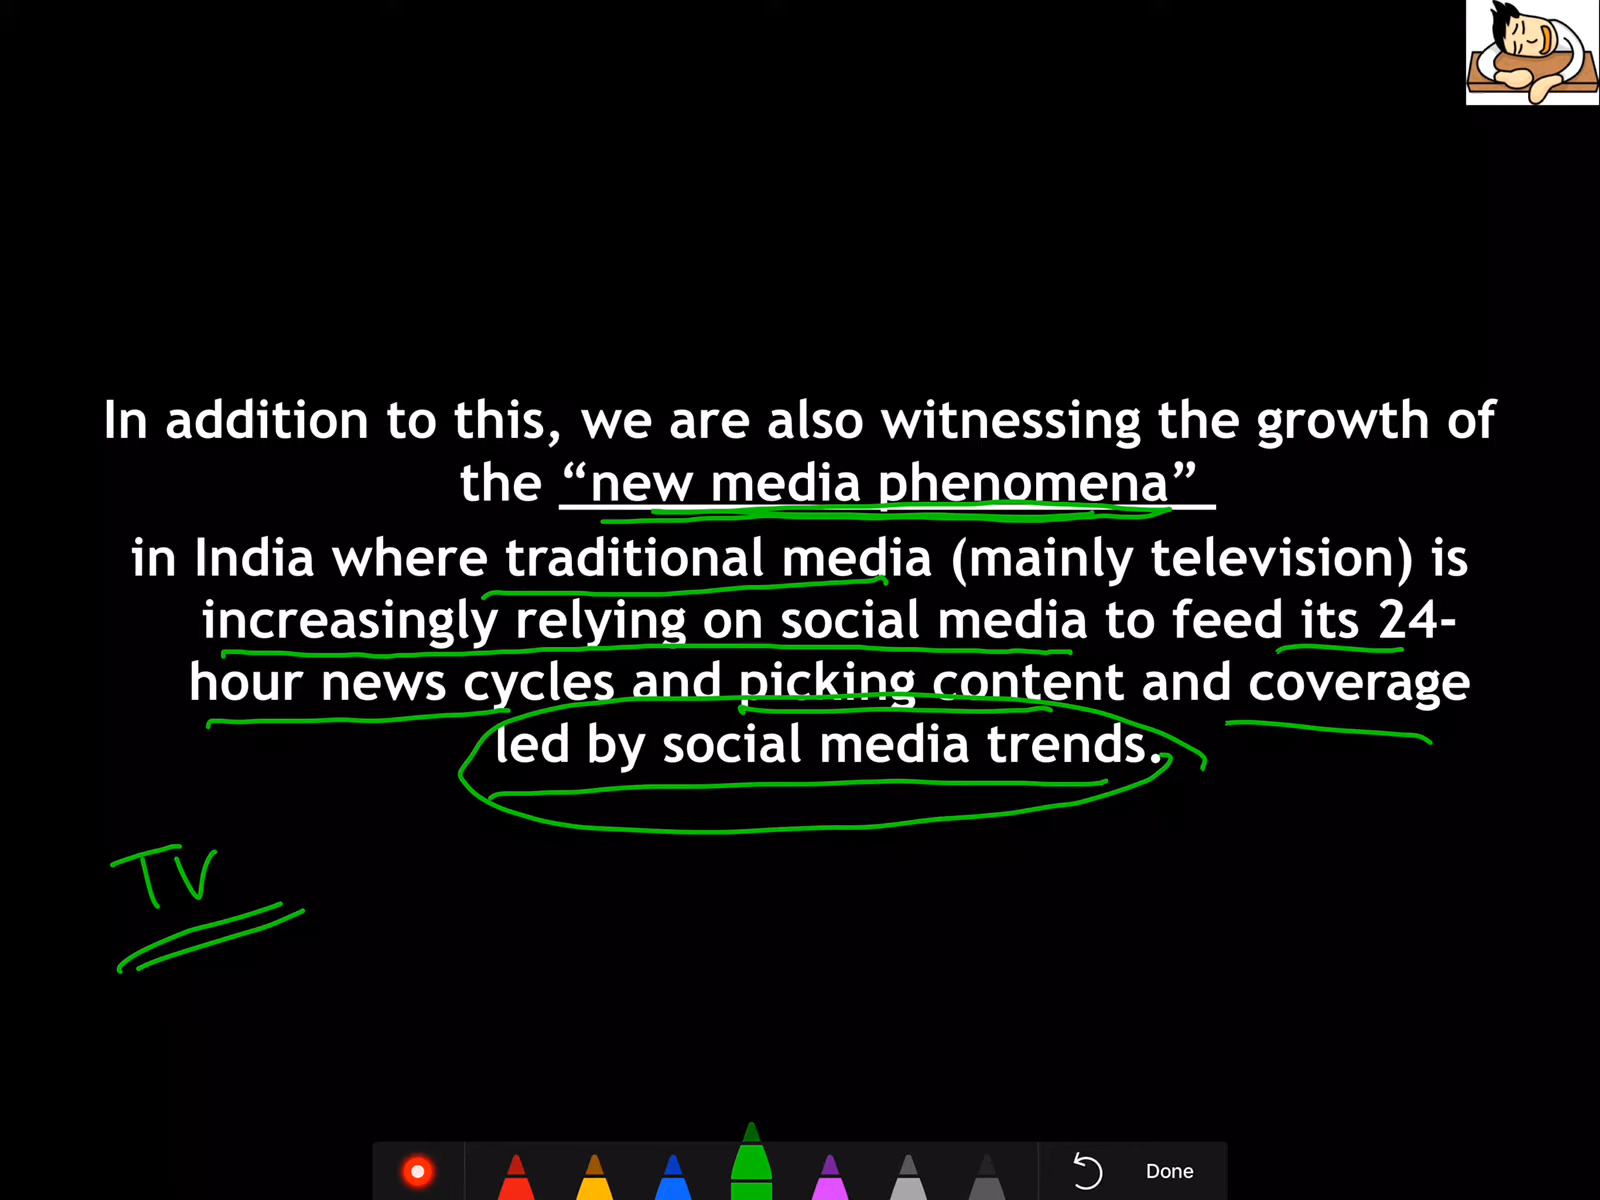 In addition to this, we are also witnessing the growth of
the “new media phenomena”
in India where traditional media (mainly television) is
increasingly relying on social media to feed its 24-
hour news cycles and picking content and coverage
led by social media trends.
TV
Done